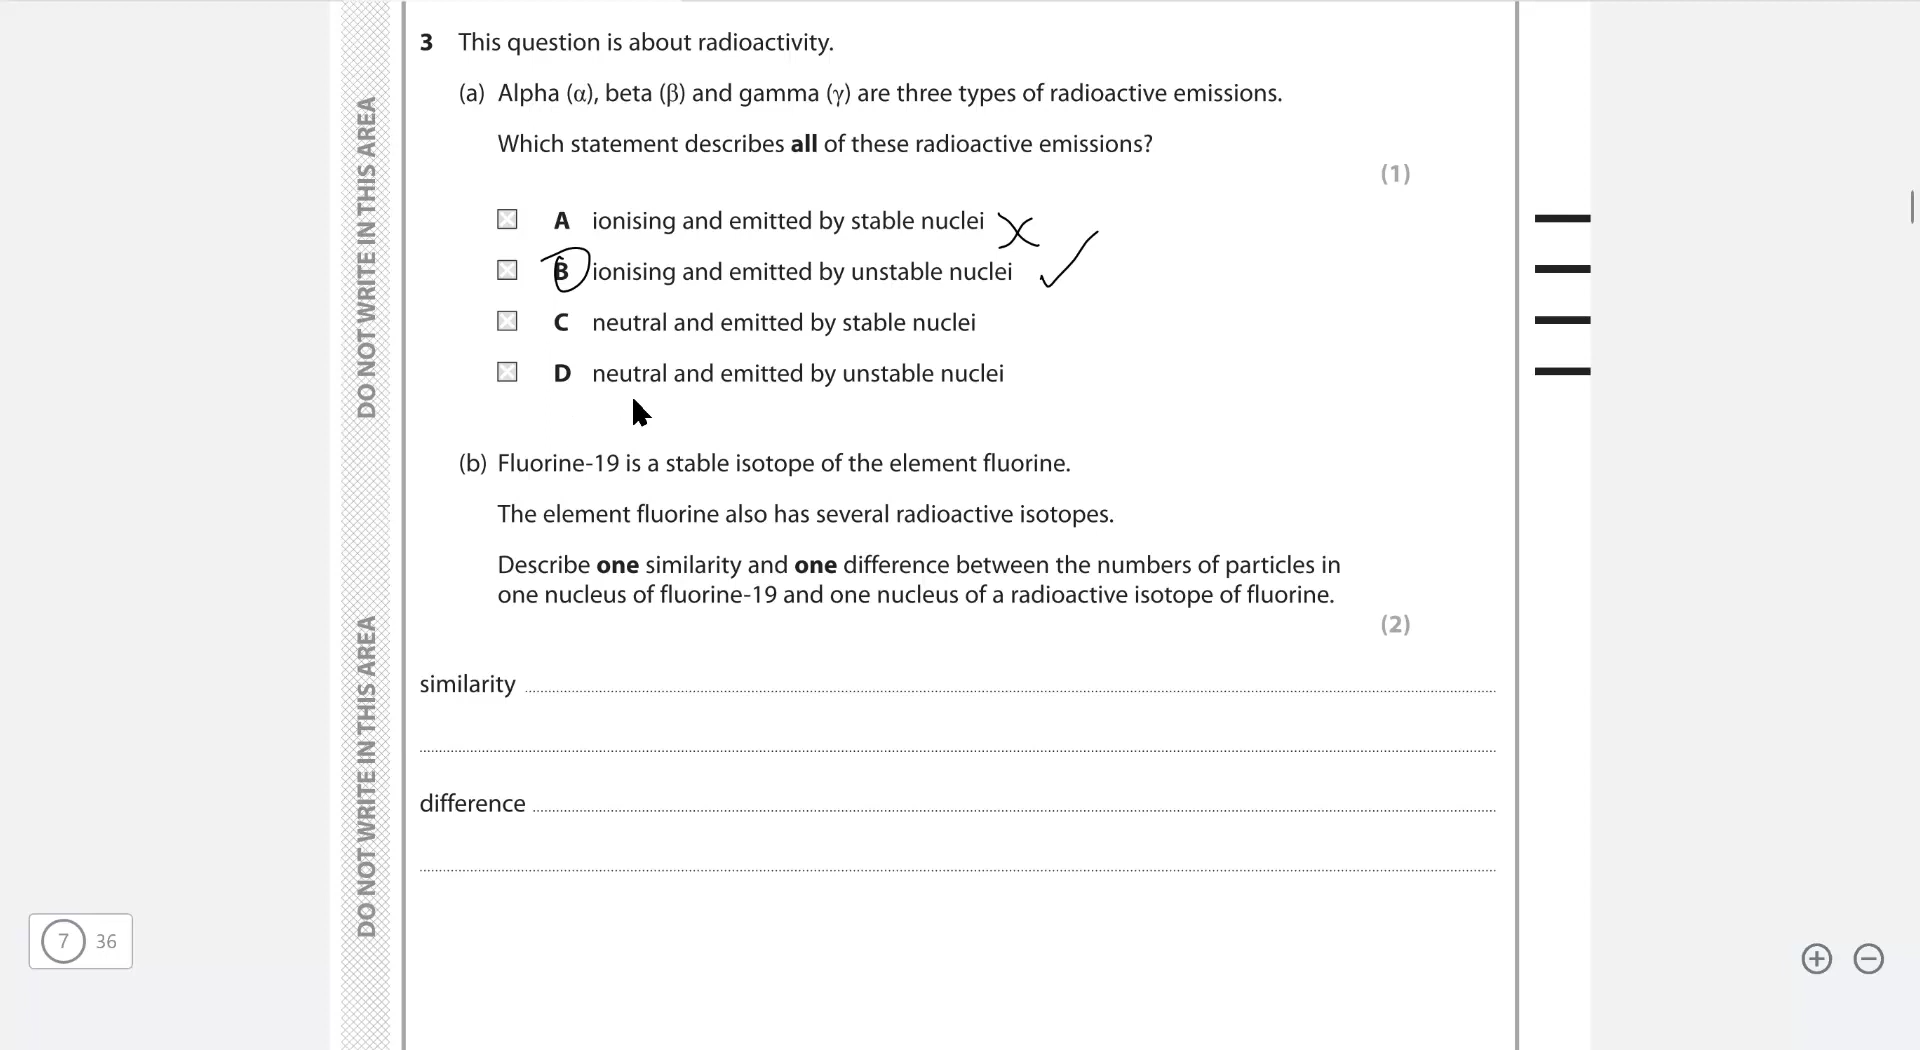 3 This question is about radioactivity.
(a) Alpha (α), beta (β) and gamma (γ) are three types of radioactive emissions.
Which statement describes all of these radioactive emissions?
(1)
A ionising and emitted by stable nuclei
B ionising and emitted by unstable nuclei
C neutral and emitted by stable nuclei
D neutral and emitted by unstable nuclei
(b) Fluorine-19 is a stable isotope of the element fluorine.
The element fluorine also has several radioactive isotopes.
Describe one similarity and one difference between the numbers of particles in
one nucleus of fluorine-19 and one nucleus of a radioactive isotope of fluorine.
(2)
similarity
difference
DO NOT WRITE IN THIS AREA
DO NOT WRITE IN THIS AREA
7 36